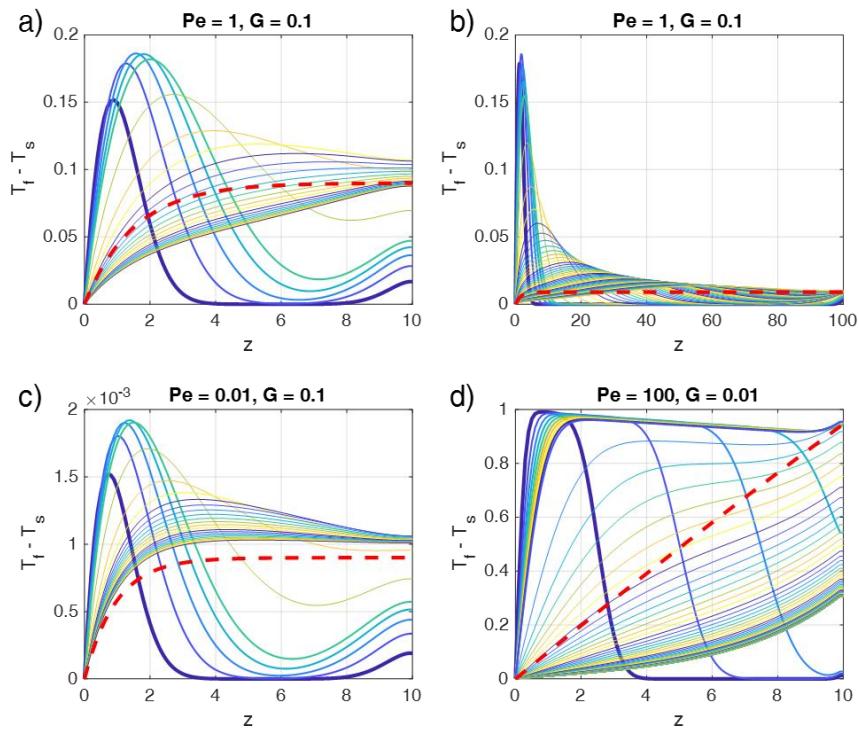 a)
Pe = 1, G = 0.1
0.2
0.15
0.1
0.05
0
T_f - T_s
0 2 4 6 8 10
z
b)
Pe = 1, G = 0.1
0.2
0.15
0.1
0.05
0
T_f - T_s
0 20 40 60 80 100
z
c)
×10^-3
Pe = 0.01, G = 0.1
2
1.5
1
0.5
0
T_f - T_s
0 2 4 6 8 10
z
d)
Pe = 100, G = 0.01
1
0.8
0.6
0.4
0.2
0
T_f - T_s
0 2 4 6 8 10
z